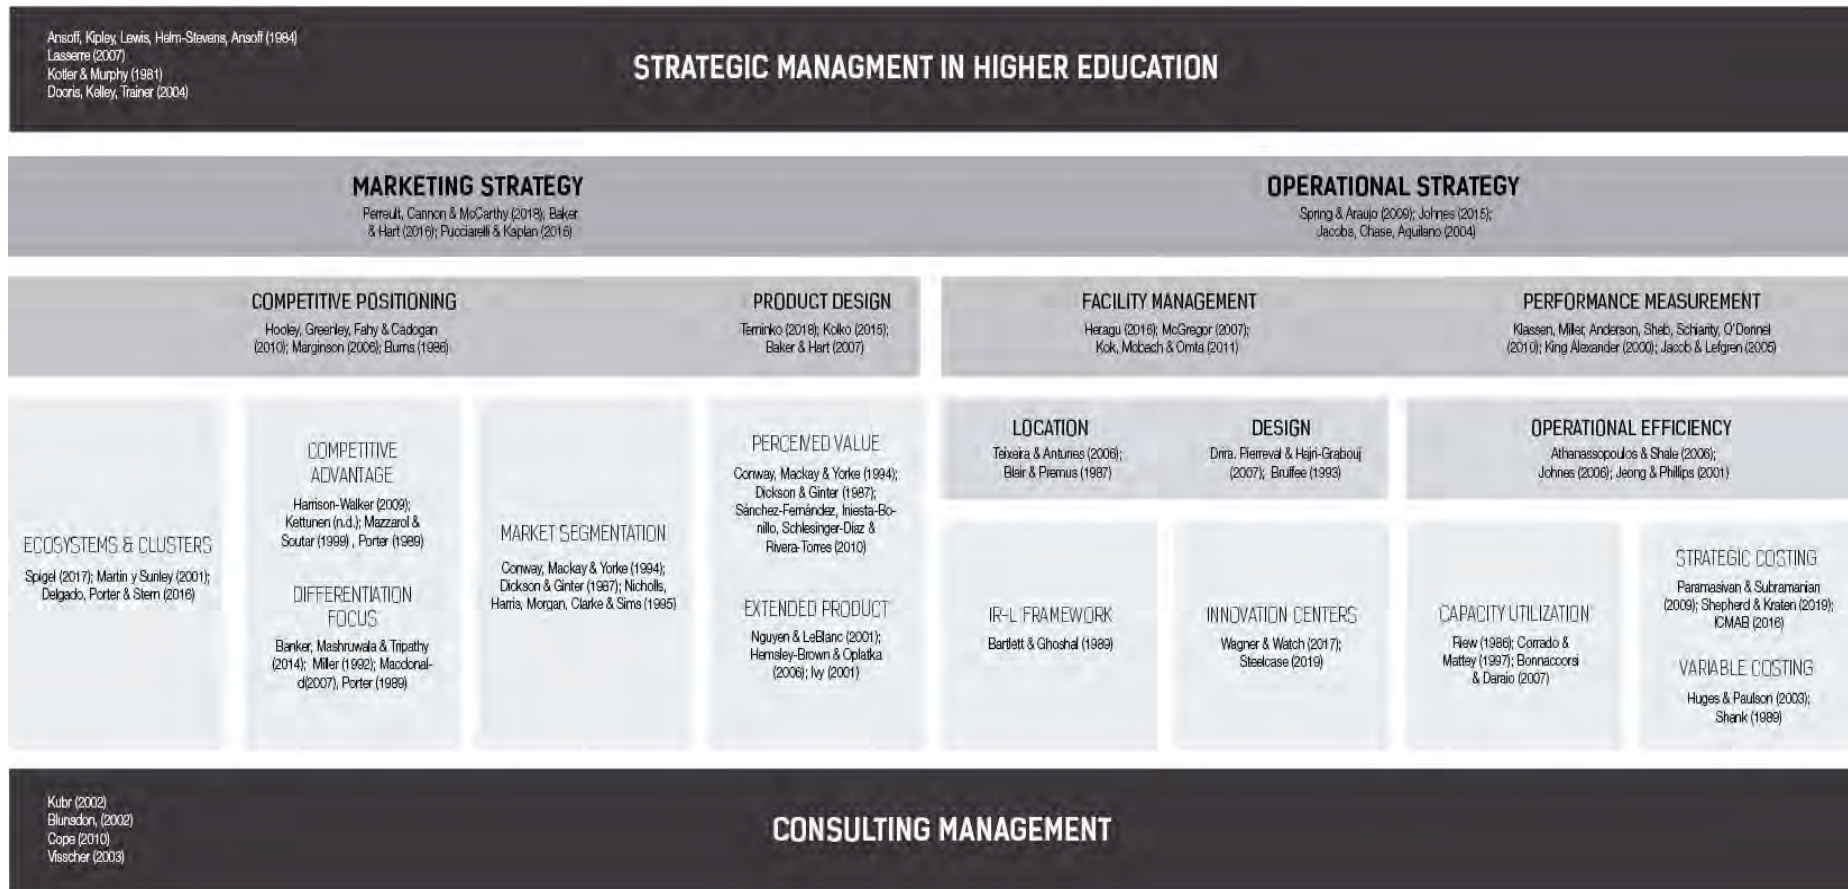 Ansoff, Kipley, Lewis, Helm-Stevens, Ansoff (1984)
Lasserre (2007)
Kotler & Murphy (1981)
Dooris, Kelley, Trainer (2004)
STRATEGIC MANAGMENT IN HIGHER EDUCATION
MARKETING STRATEGY
Perreault, Cannon & McCarthy (2018); Baker
& Hart (2016); Pucciarelli & Kaplan (2016)
OPERATIONAL STRATEGY
Spring & Araujo (2009); Johnes (2015);
Jacobs, Chase, Aquilano (2004)
COMPETITIVE POSITIONING
Hooley, Greenley, Fahy & Cadogan
(2010); Marginson (2006); Burns (1986)
PRODUCT DESIGN
Terninko (2018); Kolko (2015);
Baker & Hart (2007)
FACILITY MANAGEMENT
Heragu (2016); McGregor (2007);
Kok, Mobach & Omta (2011)
PERFORMANCE MEASUREMENT
Klassen, Miller, Anderson, Sheb, Schiarity, O'Donnel
(2010); King Alexander (2000); Jacob & Lefgren (2005)
ECOSYSTEMS & CLUSTERS
Spigel (2017); Martin y Sunley (2001);
Delgado, Porter & Stern (2016)
COMPETITIVE
ADVANTAGE
Harrison-Walker (2009);
Kettunen (n.d.); Mazzarol &
Soutar (1999) , Porter (1989)
DIFFERENTIATION
FOCUS
Banker, Mashruwala & Tripathy
(2014); Miller (1992); Macdonal-
d(2007), Porter (1989)
MARKET SEGMENTATION
Conway, Mackay & Yorke (1994);
Dickson & Ginter (1987); Nicholls,
Harris, Morgan, Clarke & Sims (1995)
PERCEIVED VALUE
Conway, Mackay & Yorke (1994);
Dickson & Ginter (1987);
Sánchez-Fernández, Iniesta-Bo-
nillo, Schlesinger-Díaz &
Rivera-Torres (2010)
EXTENDED PRODUCT
Nguyen & LeBlanc (2001);
Hemsley-Brown & Oplatka
(2006); Ivy (2001)
LOCATION
Teixeira & Antunes (2006);
Blair & Premus (1987)
DESIGN
Drira, Pierreval & Hajri-Grabouj
(2007); Bruffee (1993)
IR-L FRAMEWORK
Bartlett & Ghoshal (1989)
INNOVATION CENTERS
Wagner & Watch (2017);
Steelcase (2019)
OPERATIONAL EFFICIENCY
Athanassopoulos & Shale (2006);
Johnes (2006); Jeong & Phillips (2001)
CAPACITY UTILIZATION
Riew (1986); Corrado &
Mattey (1997); Bonnaccorsi
& Daraio (2007)
STRATEGIC COSTING
Paramasivan & Subramanian
(2009); Shepherd & Kraten (2019);
ICMAB (2016)
VARIABLE COSTING
Huges & Paulson (2003);
Shank (1989)
Kubr (2002)
Blunsdon, (2002)
Cope (2010)
Visscher (2003)
CONSULTING MANAGEMENT